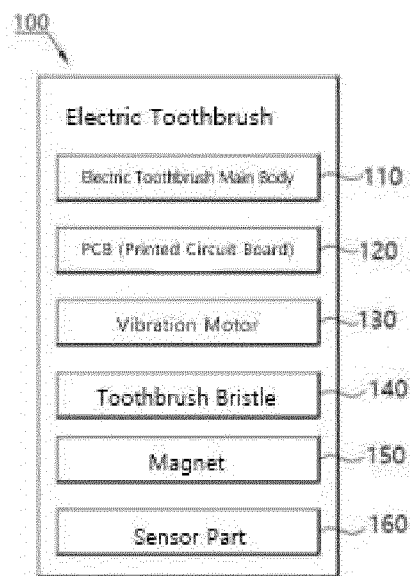 100
Electric Toothbrush
Electric Toothbrush Main Body 110
PCB (Printed Circuit Board) 120
Vibration Motor 130
Toothbrush Bristle 140
Magnet 150
Sensor Part 160